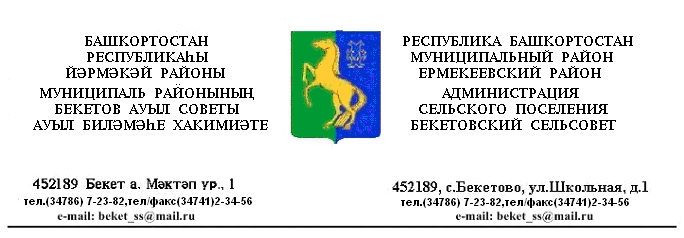 БАШКОРТОСТАН
РЕСПУБЛИКАҺЫ
ЙӘРМӘКӘЙ РАЙОНЫ
МУНИЦИПАЛЬ РАЙОНЫНЫҢ
БЕКЕТОВ АУЫЛ СОВЕТЫ
АУЫЛ БИЛӘМӘҺЕ ХАКИМИӘТЕ
452189 Бекет а. Мәктәп ур., 1
тел.(34786) 7-23-82,тел/факс(34741)2-34-56
e-mail: beket_ss@mail.ru
РЕСПУБЛИКА БАШКОРТОСТАН
МУНИЦИПАЛЬНЫЙ РАЙОН
ЕРМЕКЕЕВСКИЙ РАЙОН
АДМИНИСТРАЦИЯ
СЕЛЬСКОГО ПОСЕЛЕНИЯ
БЕКЕТОВСКИЙ СЕЛЬСОВЕТ
452189, с.Бекетово, ул.Школьная, д.1
тел.(34786) 7-23-82,тел/факс(34741)2-34-56
e-mail: beket_ss@mail.ru